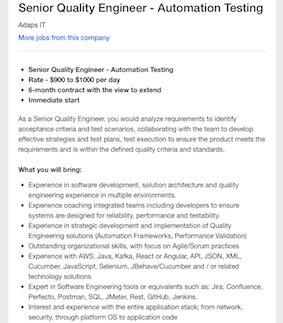 Senior Quality Engineer - Automation Testing
Adaps IT
More jobs from this company
• Senior Quality Engineer - Automation Testing
• Rate - $900 to $1000 per day
• 6-month contract with the view to extend
• Immediate start
As a Senior Quality Engineer, you would analyze requirements to identify
acceptance criteria and test scenarios, collaborating with the team to develop
effective strategies and test plans, test execution to ensure the product meets the
requirements and is within the defined quality criteria and standards.
What you will bring:
• Experience in software development, solution architecture and quality
engineering experience in multiple environments.
• Experience coaching integrated teams including developers to ensure
systems are designed for reliability, performance and testability.
• Experience in strategic development and implementation of Quality
Engineering solutions (Automation Frameworks, Performance Validation)
• Outstanding organizational skills, with focus on Agile/Scrum practices
• Experience with AWS, Java, Kafka, React or Angular, API, JSON, XML,
Cucumber, JavaScript, Selenium, JBehave/Cucumber and / or related
technology solutions.
• Expert in Software Engineering tools or equivalents such as: Jira, Confluence,
Perfecto, Postman, SQL, JMeter, Rest, GitHub, Jenkins.
• Interest and experience with the entire application stack; from network,
security, through platform OS to application code